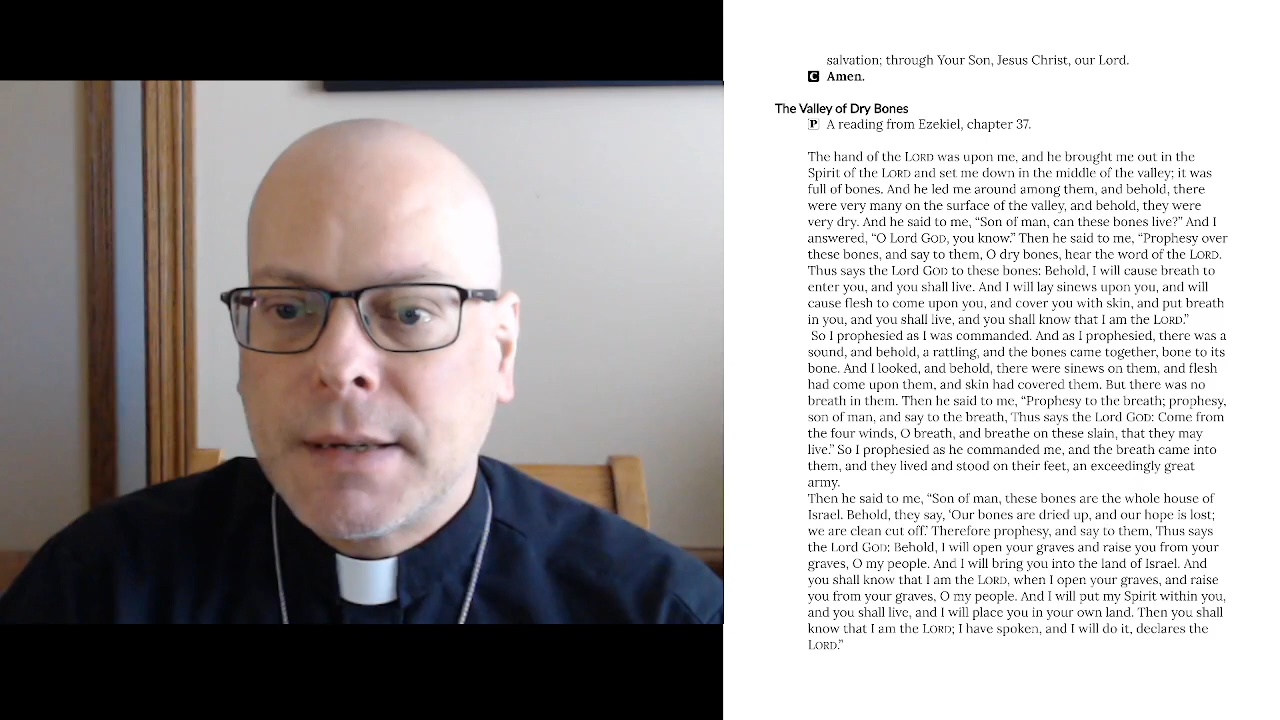 salvation; through Your Son, Jesus Christ, our Lord.
C Amen.
The Valley of Dry Bones
P A reading from Ezekiel, chapter 37.
The hand of the LORD was upon me, and he brought me out in the
Spirit of the LORD and set me down in the middle of the valley; it was
full of bones. And he led me around among them, and behold, there
were very many on the surface of the valley, and behold, they were
very dry. And he said to me, “Son of man, can these bones live?” And I
answered, “O Lord GOD, you know.” Then he said to me, “Prophesy over
these bones, and say to them, O dry bones, hear the word of the LORD.
Thus says the Lord GOD to these bones: Behold, I will cause breath to
enter you, and you shall live. And I will lay sinews upon you, and will
cause flesh to come upon you, and cover you with skin, and put breath
in you, and you shall live, and you shall know that I am the LORD.”
So I prophesied as I was commanded. And as I prophesied, there was a
sound, and behold, a rattling, and the bones came together, bone to its
bone. And I looked, and behold, there were sinews on them, and flesh
had come upon them, and skin had covered them. But there was no
breath in them. Then he said to me, “Prophesy to the breath; prophesy,
son of man, and say to the breath, Thus says the Lord GOD: Come from
the four winds, O breath, and breathe on these slain, that they may
live.” So I prophesied as he commanded me, and the breath came into
them, and they lived and stood on their feet, an exceedingly great
army.
Then he said to me, “Son of man, these bones are the whole house of
Israel. Behold, they say, ‘Our bones are dried up, and our hope is lost;
we are clean cut off.’ Therefore prophesy, and say to them, Thus says
the Lord GOD: Behold, I will open your graves and raise you from your
graves, O my people. And I will bring you into the land of Israel. And
you shall know that I am the LORD, when I open your graves, and raise
you from your graves, O my people. And I will put my Spirit within you,
and you shall live, and I will place you in your own land. Then you shall
know that I am the LORD; I have spoken, and I will do it, declares the
LORD.”